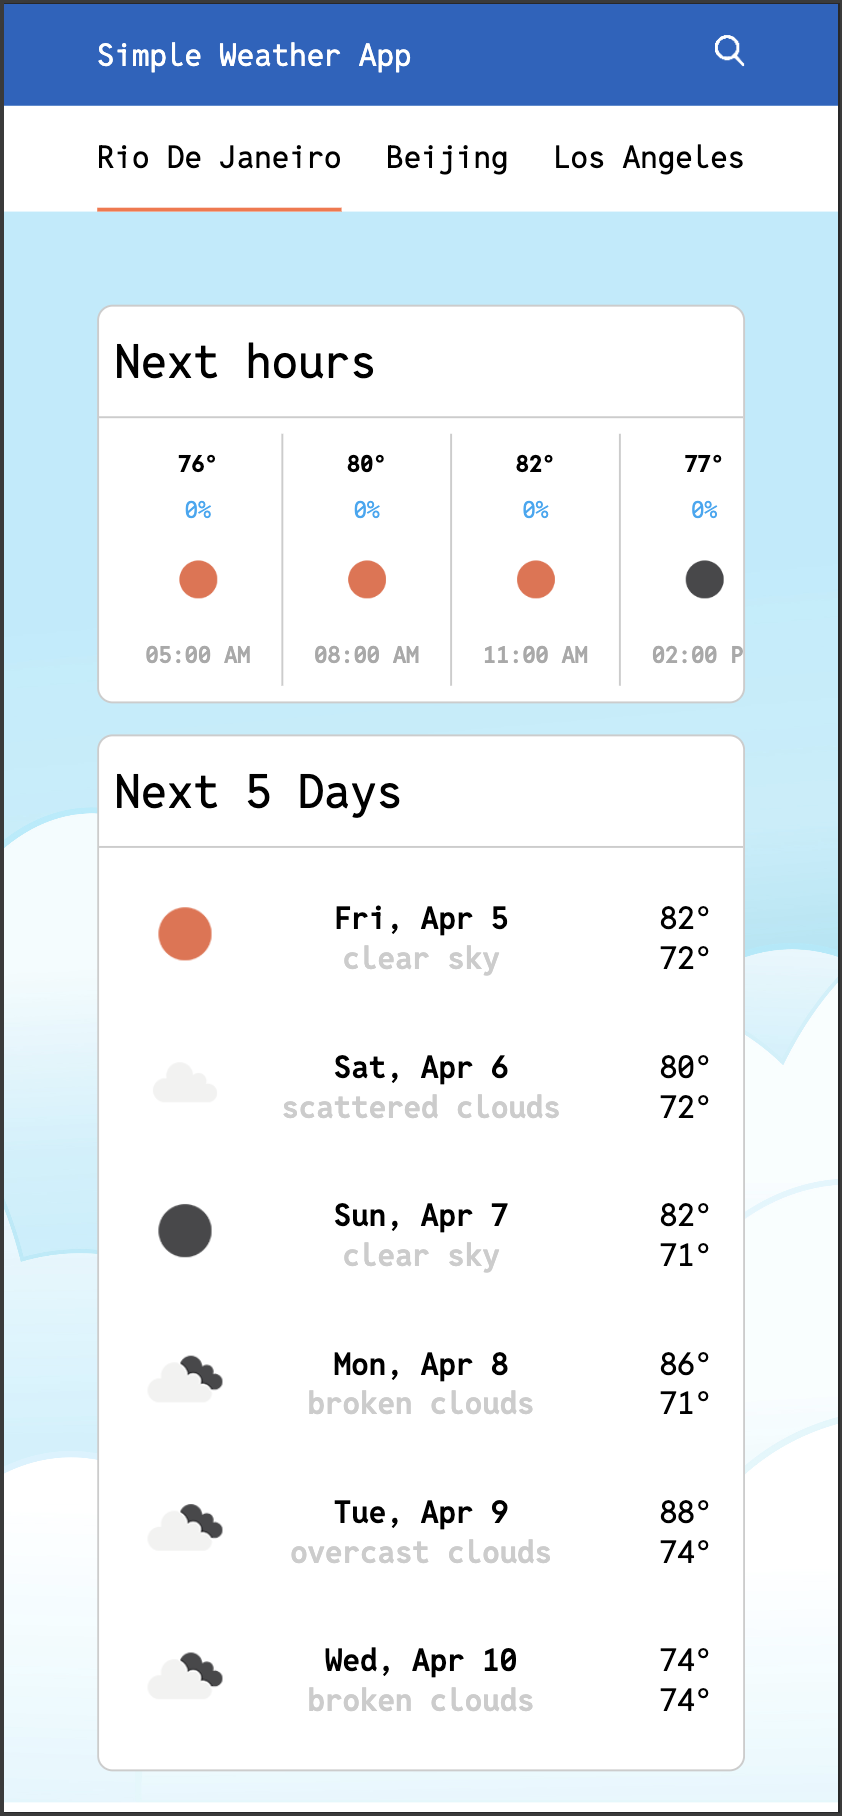 Simple Weather App
Rio De Janeiro Beijing Los Angeles
Next hours
76° 80° 82° 77°
0% 0% 0% 0%
05:00 AM 08:00 AM 11:00 AM 02:00 P
Next 5 Days
Fri, Apr 5 82°
clear sky 72°
Sat, Apr 6 80°
scattered clouds 72°
Sun, Apr 7 82°
clear sky 71°
Mon, Apr 8 86°
broken clouds 71°
Tue, Apr 9 88°
overcast clouds 74°
Wed, Apr 10 74°
broken clouds 74°